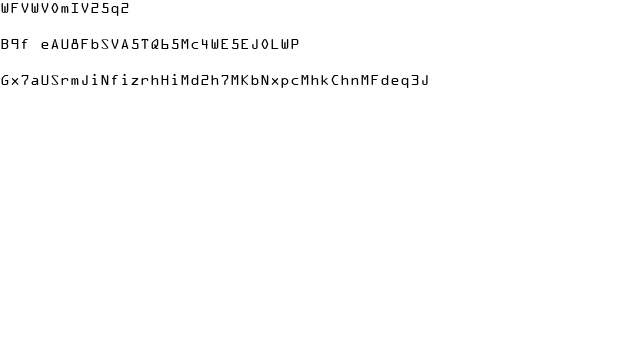 WFVWV0mIV25q2
B9f eAU8FbSVA5TQ65Mc4WE5EJ0LWP
Gx7aUSrmJiNfizrhHiMd2h7MKbNxpcMhkChnMFdeq3J